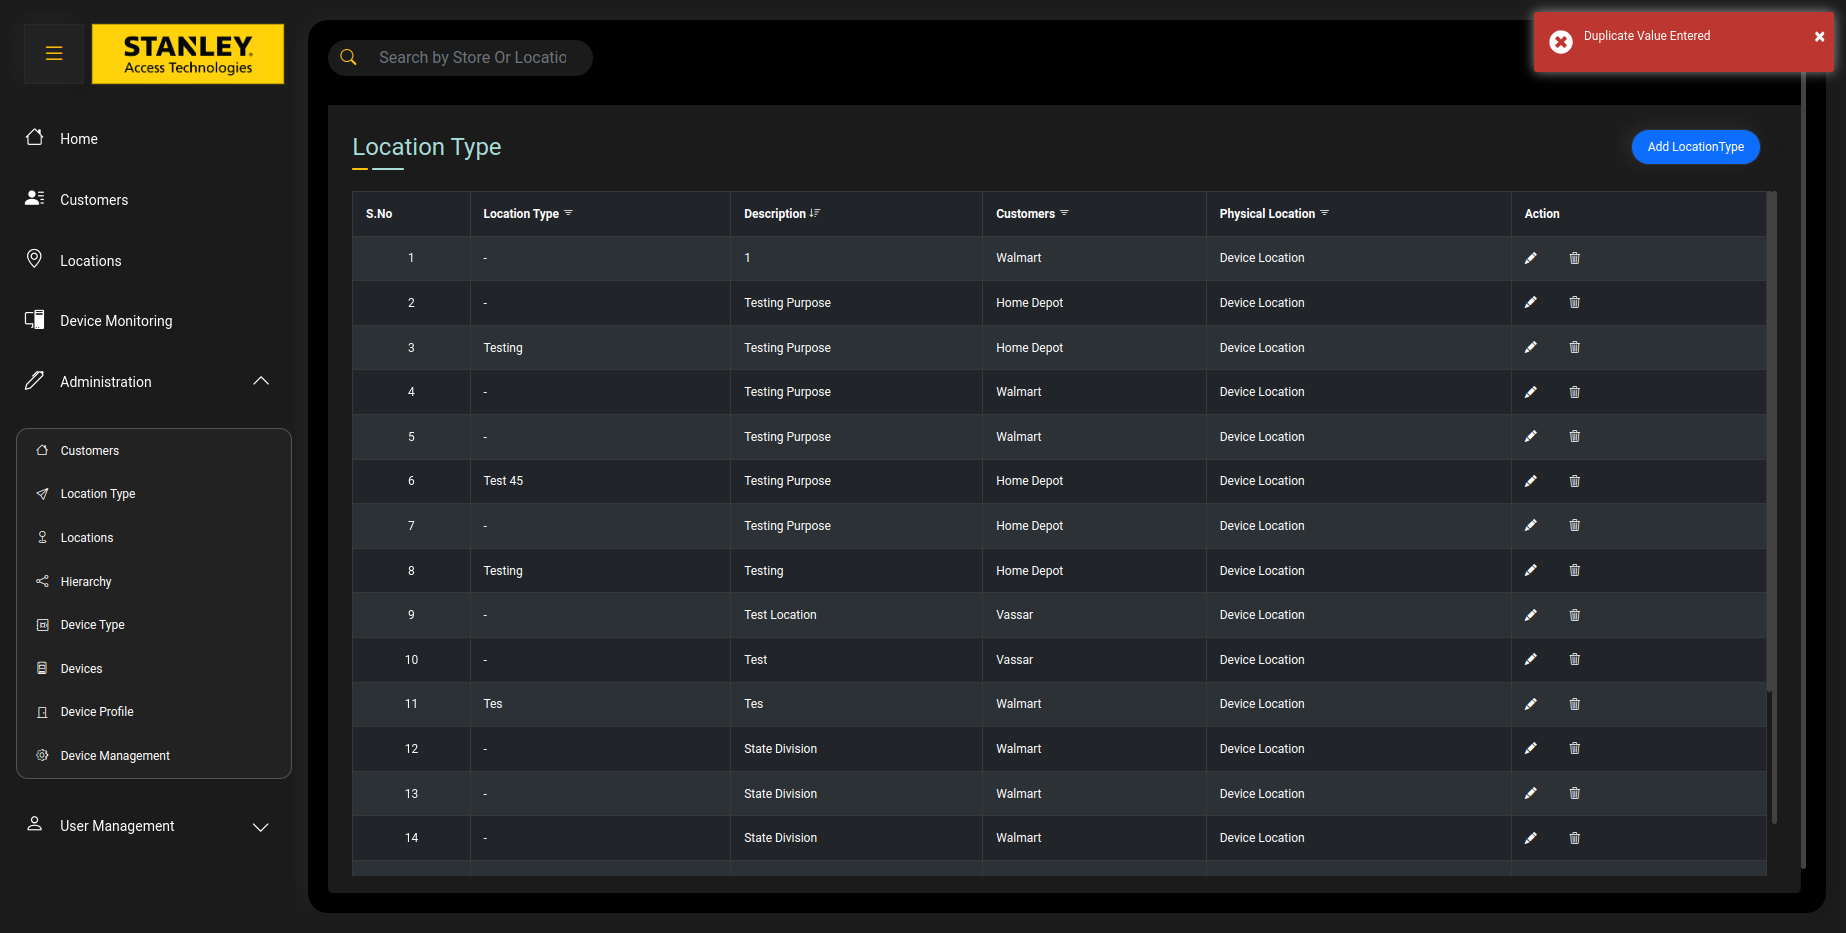 STANLEY.
Access Technologies
Search by Store Or Locatio
Duplicate Value Entered
Home
Customers
Locations
Device Monitoring
Administration
Customers
Location Type
Locations
Hierarchy
Device Type
Devices
Device Profile
Device Management
User Management
Location Type
Add LocationType
S.No Location Type Description Customers Physical Location Action
1 - 1 Walmart Device Location
2 - Testing Purpose Home Depot Device Location
3 Testing Testing Purpose Home Depot Device Location
4 - Testing Purpose Walmart Device Location
5 - Testing Purpose Walmart Device Location
6 Test 45 Testing Purpose Home Depot Device Location
7 - Testing Purpose Home Depot Device Location
8 Testing Testing Home Depot Device Location
9 - Test Location Vassar Device Location
10 - Test Vassar Device Location
11 Tes Tes Walmart Device Location
12 - State Division Walmart Device Location
13 - State Division Walmart Device Location
14 - State Division Walmart Device Location